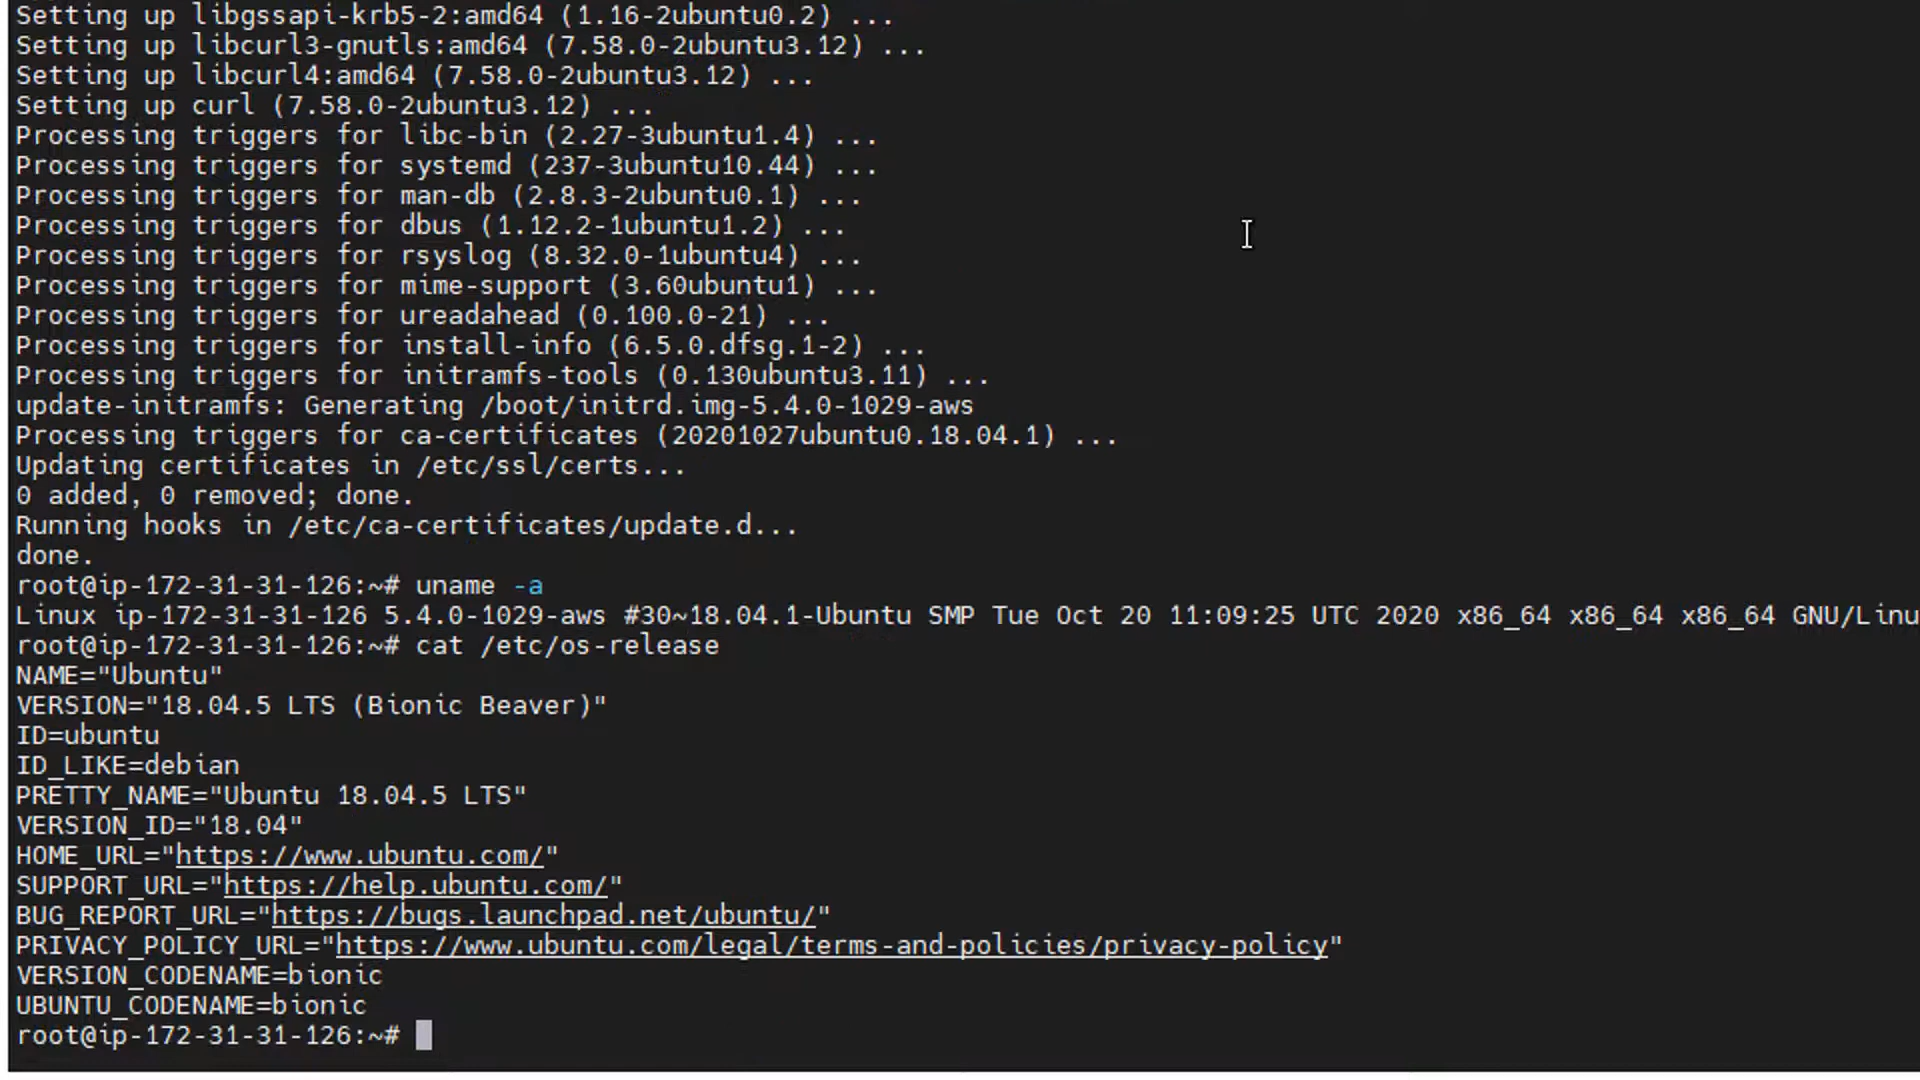 Setting up libgssapi-krb5-2:amd64 (1.16-2ubuntu0.2) ...
Setting up libcurl3-gnutls:amd64 (7.58.0-2ubuntu3.12) ...
Setting up libcurl4:amd64 (7.58.0-2ubuntu3.12) ...
Setting up curl (7.58.0-2ubuntu3.12) ...
Processing triggers for libc-bin (2.27-3ubuntu1.4) ...
Processing triggers for systemd (237-3ubuntu10.44) ...
Processing triggers for man-db (2.8.3-2ubuntu0.1) ...
Processing triggers for dbus (1.12.2-1ubuntu1.2) ...
Processing triggers for rsyslog (8.32.0-1ubuntu4) ...
Processing triggers for mime-support (3.60ubuntu1) ...
Processing triggers for ureadahead (0.100.0-21) ...
Processing triggers for install-info (6.5.0.dfsg.1-2) ...
Processing triggers for initramfs-tools (0.130ubuntu3.11) ...
update-initramfs: Generating /boot/initrd.img-5.4.0-1029-aws
Processing triggers for ca-certificates (20201027ubuntu0.18.04.1) ...
Updating certificates in /etc/ssl/certs...
0 added, 0 removed; done.
Running hooks in /etc/ca-certificates/update.d...
done.
root@ip-172-31-31-126:~# uname -a
Linux ip-172-31-31-126 5.4.0-1029-aws #30~18.04.1-Ubuntu SMP Tue Oct 20 11:09:25 UTC 2020 x86_64 x86_64 x86_64 GNU/Linu
root@ip-172-31-31-126:~# cat /etc/os-release
NAME="Ubuntu"
VERSION="18.04.5 LTS (Bionic Beaver)"
ID=ubuntu
ID_LIKE=debian
PRETTY_NAME="Ubuntu 18.04.5 LTS"
VERSION_ID="18.04"
HOME_URL="https://www.ubuntu.com/"
SUPPORT_URL="https://help.ubuntu.com/"
BUG_REPORT_URL="https://bugs.launchpad.net/ubuntu/"
PRIVACY_POLICY_URL="https://www.ubuntu.com/legal/terms-and-policies/privacy-policy"
VERSION_CODENAME=bionic
UBUNTU_CODENAME=bionic
root@ip-172-31-31-126:~#